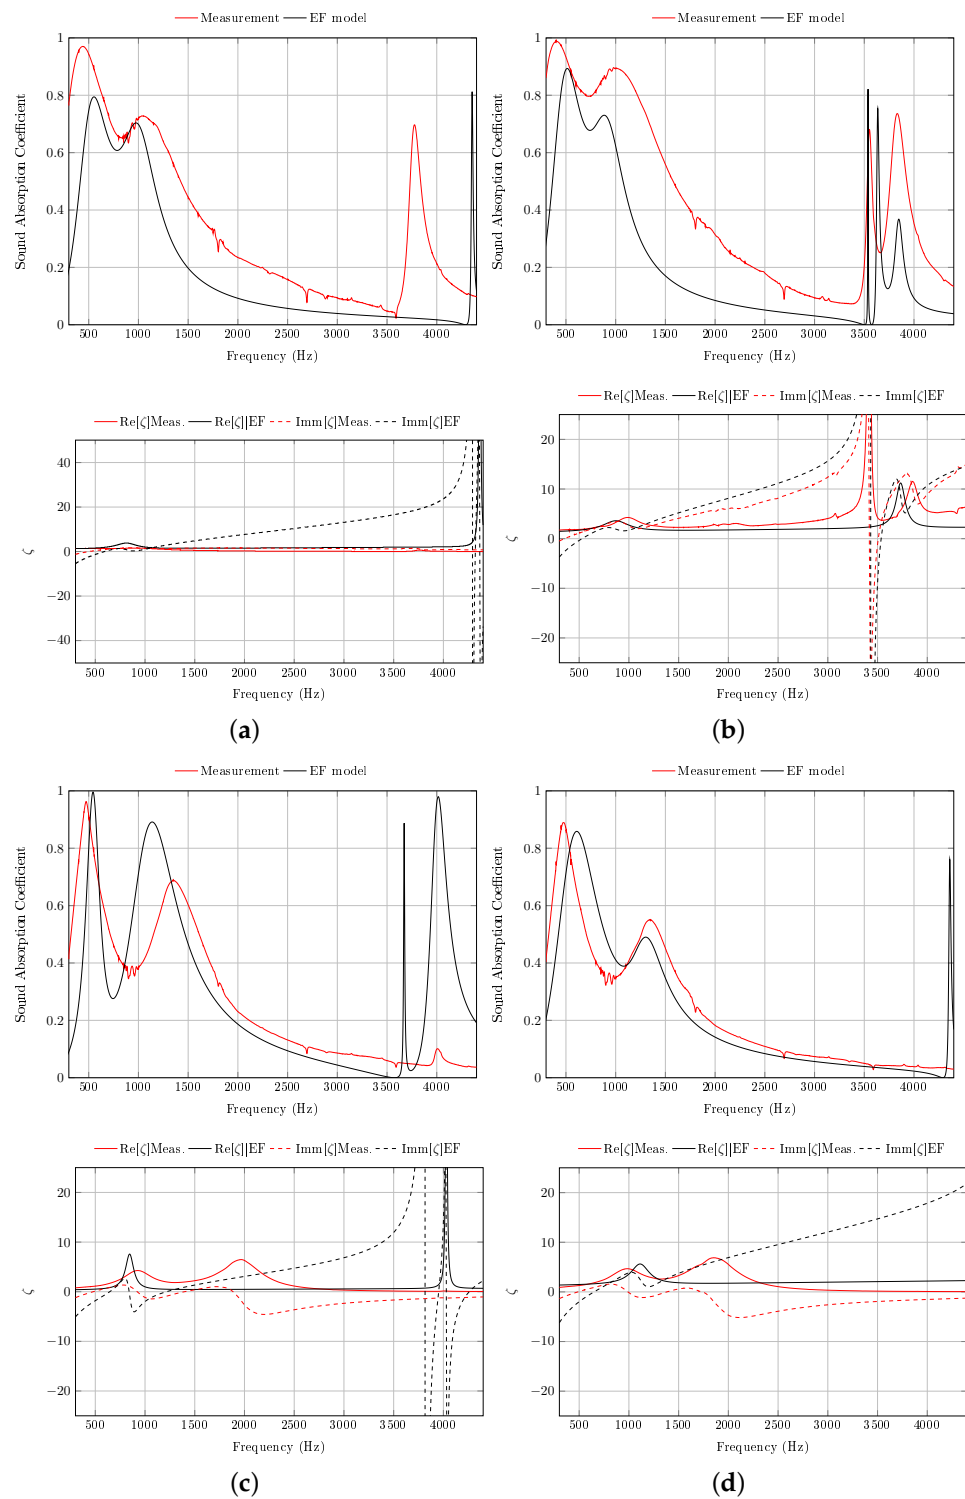 Measurement EF model
Measurement EF model
1
0.8
0.6
0.4
0.2
0
Sound Absorption Coefficient
500 1000 1500 2000 2500 3000 3500 4000
Frequency (Hz)
1
0.8
0.6
0.4
0.2
0
Sound Absorption Coefficient
500 1000 1500 2000 2500 3000 3500 4000
Frequency (Hz)
Re[ζ]Meas. Re[ζ]|EF Imm[ζ]Meas. Imm[ζ]EF
40
20
0
−20
−40
ζ
500 1000 1500 2000 2500 3000 3500 4000
Frequency (Hz)
(a)
Re[ζ]Meas. Re[ζ]|EF Imm[ζ]Meas. Imm[ζ]EF
20
10
0
−10
−20
ζ
500 1000 1500 2000 2500 3000 3500 4000
Frequency (Hz)
(b)
Measurement EF model
1
0.8
0.6
0.4
0.2
0
Sound Absorption Coefficient
500 1000 1500 2000 2500 3000 3500 4000
Frequency (Hz)
Measurement EF model
1
0.8
0.6
0.4
0.2
0
Sound Absorption Coefficient
500 1000 1500 2000 2500 3000 3500 4000
Frequency (Hz)
Re[ζ]Meas. Re[ζ]|EF Imm[ζ]Meas. Imm[ζ]EF
20
10
0
−10
−20
ζ
500 1000 1500 2000 2500 3000 3500 4000
Frequency (Hz)
(c)
Re[ζ]Meas. Re[ζ]|EF Imm[ζ]Meas. Imm[ζ]EF
20
10
0
−10
−20
ζ
500 1000 1500 2000 2500 3000 3500 4000
Frequency (Hz)
(d)